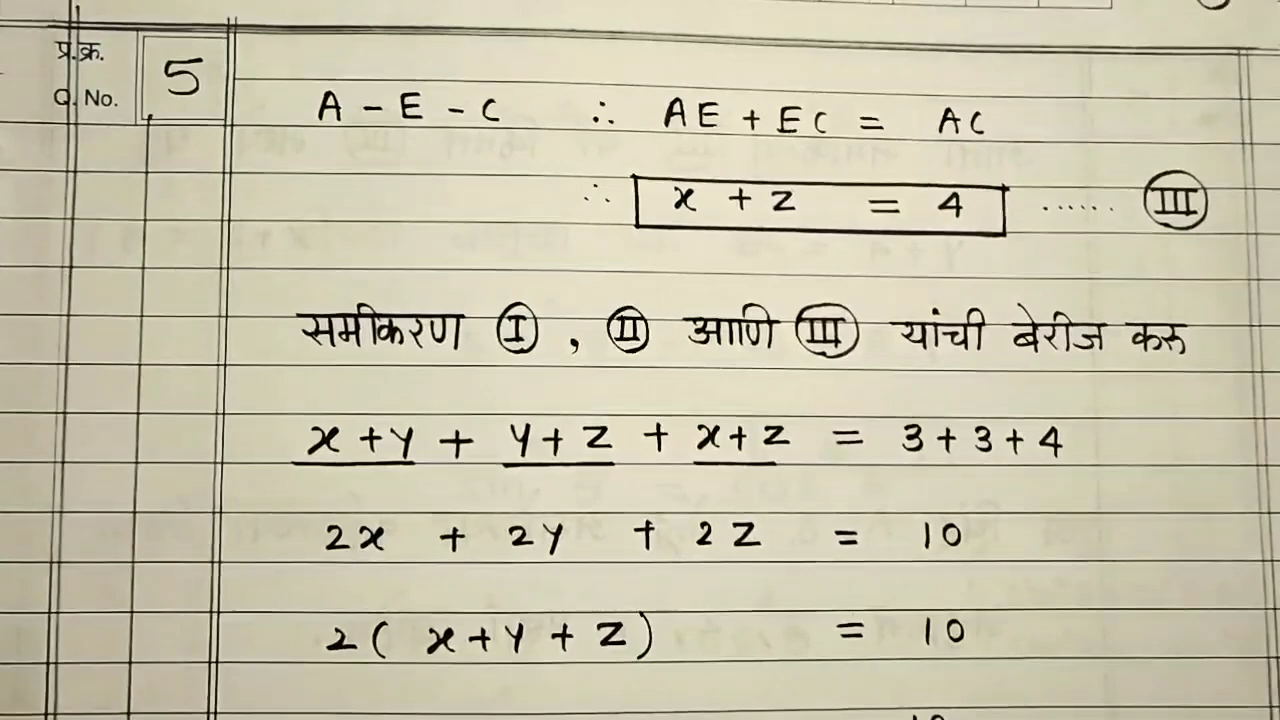 प्र.क्र.
Q. No.
5
A - E - C ∴ AE + EC = AC
∴ x + z = 4 ...... III
समीकरण I , II आणि III यांची बेरीज करू
x + y + y + z + x + z = 3 + 3 + 4
2x + 2y + 2z = 10
2 ( x + y + z ) = 10